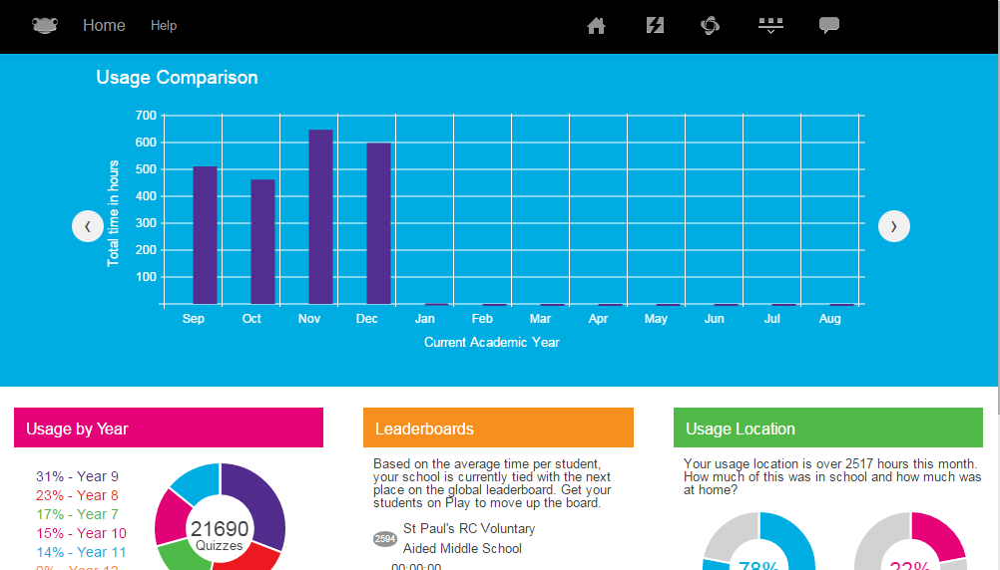 Home
Help
Usage Comparison
700
600
500
400
300
200
100
Total time in hours
Sep Oct Nov Dec Jan Feb Mar Apr May Jun Jul Aug
Current Academic Year
Usage by Year
31% - Year 9
23% - Year 8
17% - Year 7
15% - Year 10
14% - Year 11
0% - Year 12
21690
Quizzes
Leaderboards
Based on the average time per student,
your school is currently tied with the next
place on the global leaderboard. Get your
students on Play to move up the board.
2594
St Paul's RC Voluntary
Aided Middle School
00:00:00
Usage Location
Your usage location is over 2517 hours this month.
How much of this was in school and how much was
at home?
78%
22%